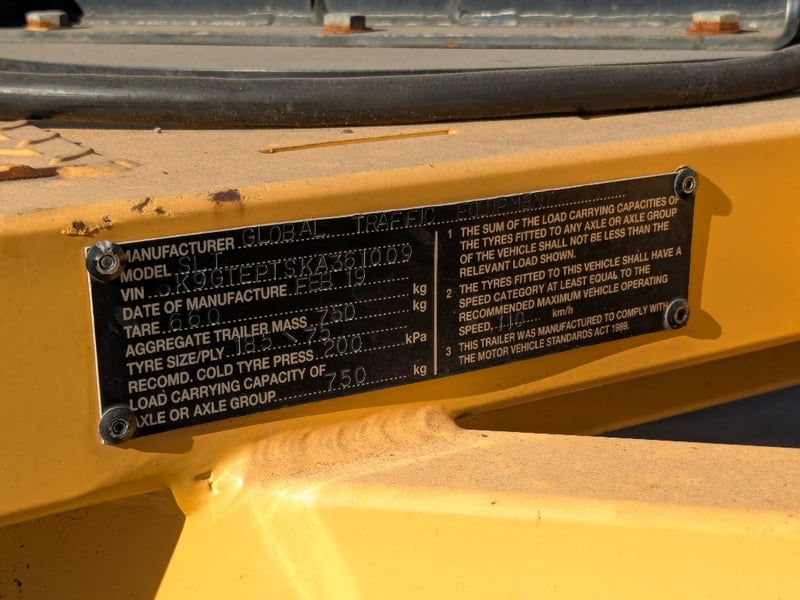 MANUFACTURER GLOBAL TRAFFIC EQUIPMENT
MODEL SLT
VIN K9GTEPTSKA361009
DATE OF MANUFACTURE FEB 19
TARE 660 kg
AGGREGATE TRAILER MASS 750 kg
TYRE SIZE/PLY 185 \ 75
RECOMD. COLD TYRE PRESS 200 kPa
LOAD CARRYING CAPACITY OF
AXLE OR AXLE GROUP 750 kg
1 THE SUM OF THE LOAD CARRYING CAPACITIES OF
THE TYRES FITTED TO ANY AXLE OR AXLE GROUP
OF THE VEHICLE SHALL NOT BE LESS THAN THE
RELEVANT LOAD SHOWN.
2 THE TYRES FITTED TO THIS VEHICLE SHALL HAVE A
SPEED CATEGORY AT LEAST EQUAL TO THE
RECOMMENDED MAXIMUM VEHICLE OPERATING
SPEED, 110 km/h
3 THIS TRAILER WAS MANUFACTURED TO COMPLY WITH
THE MOTOR VEHICLE STANDARDS ACT 1989.